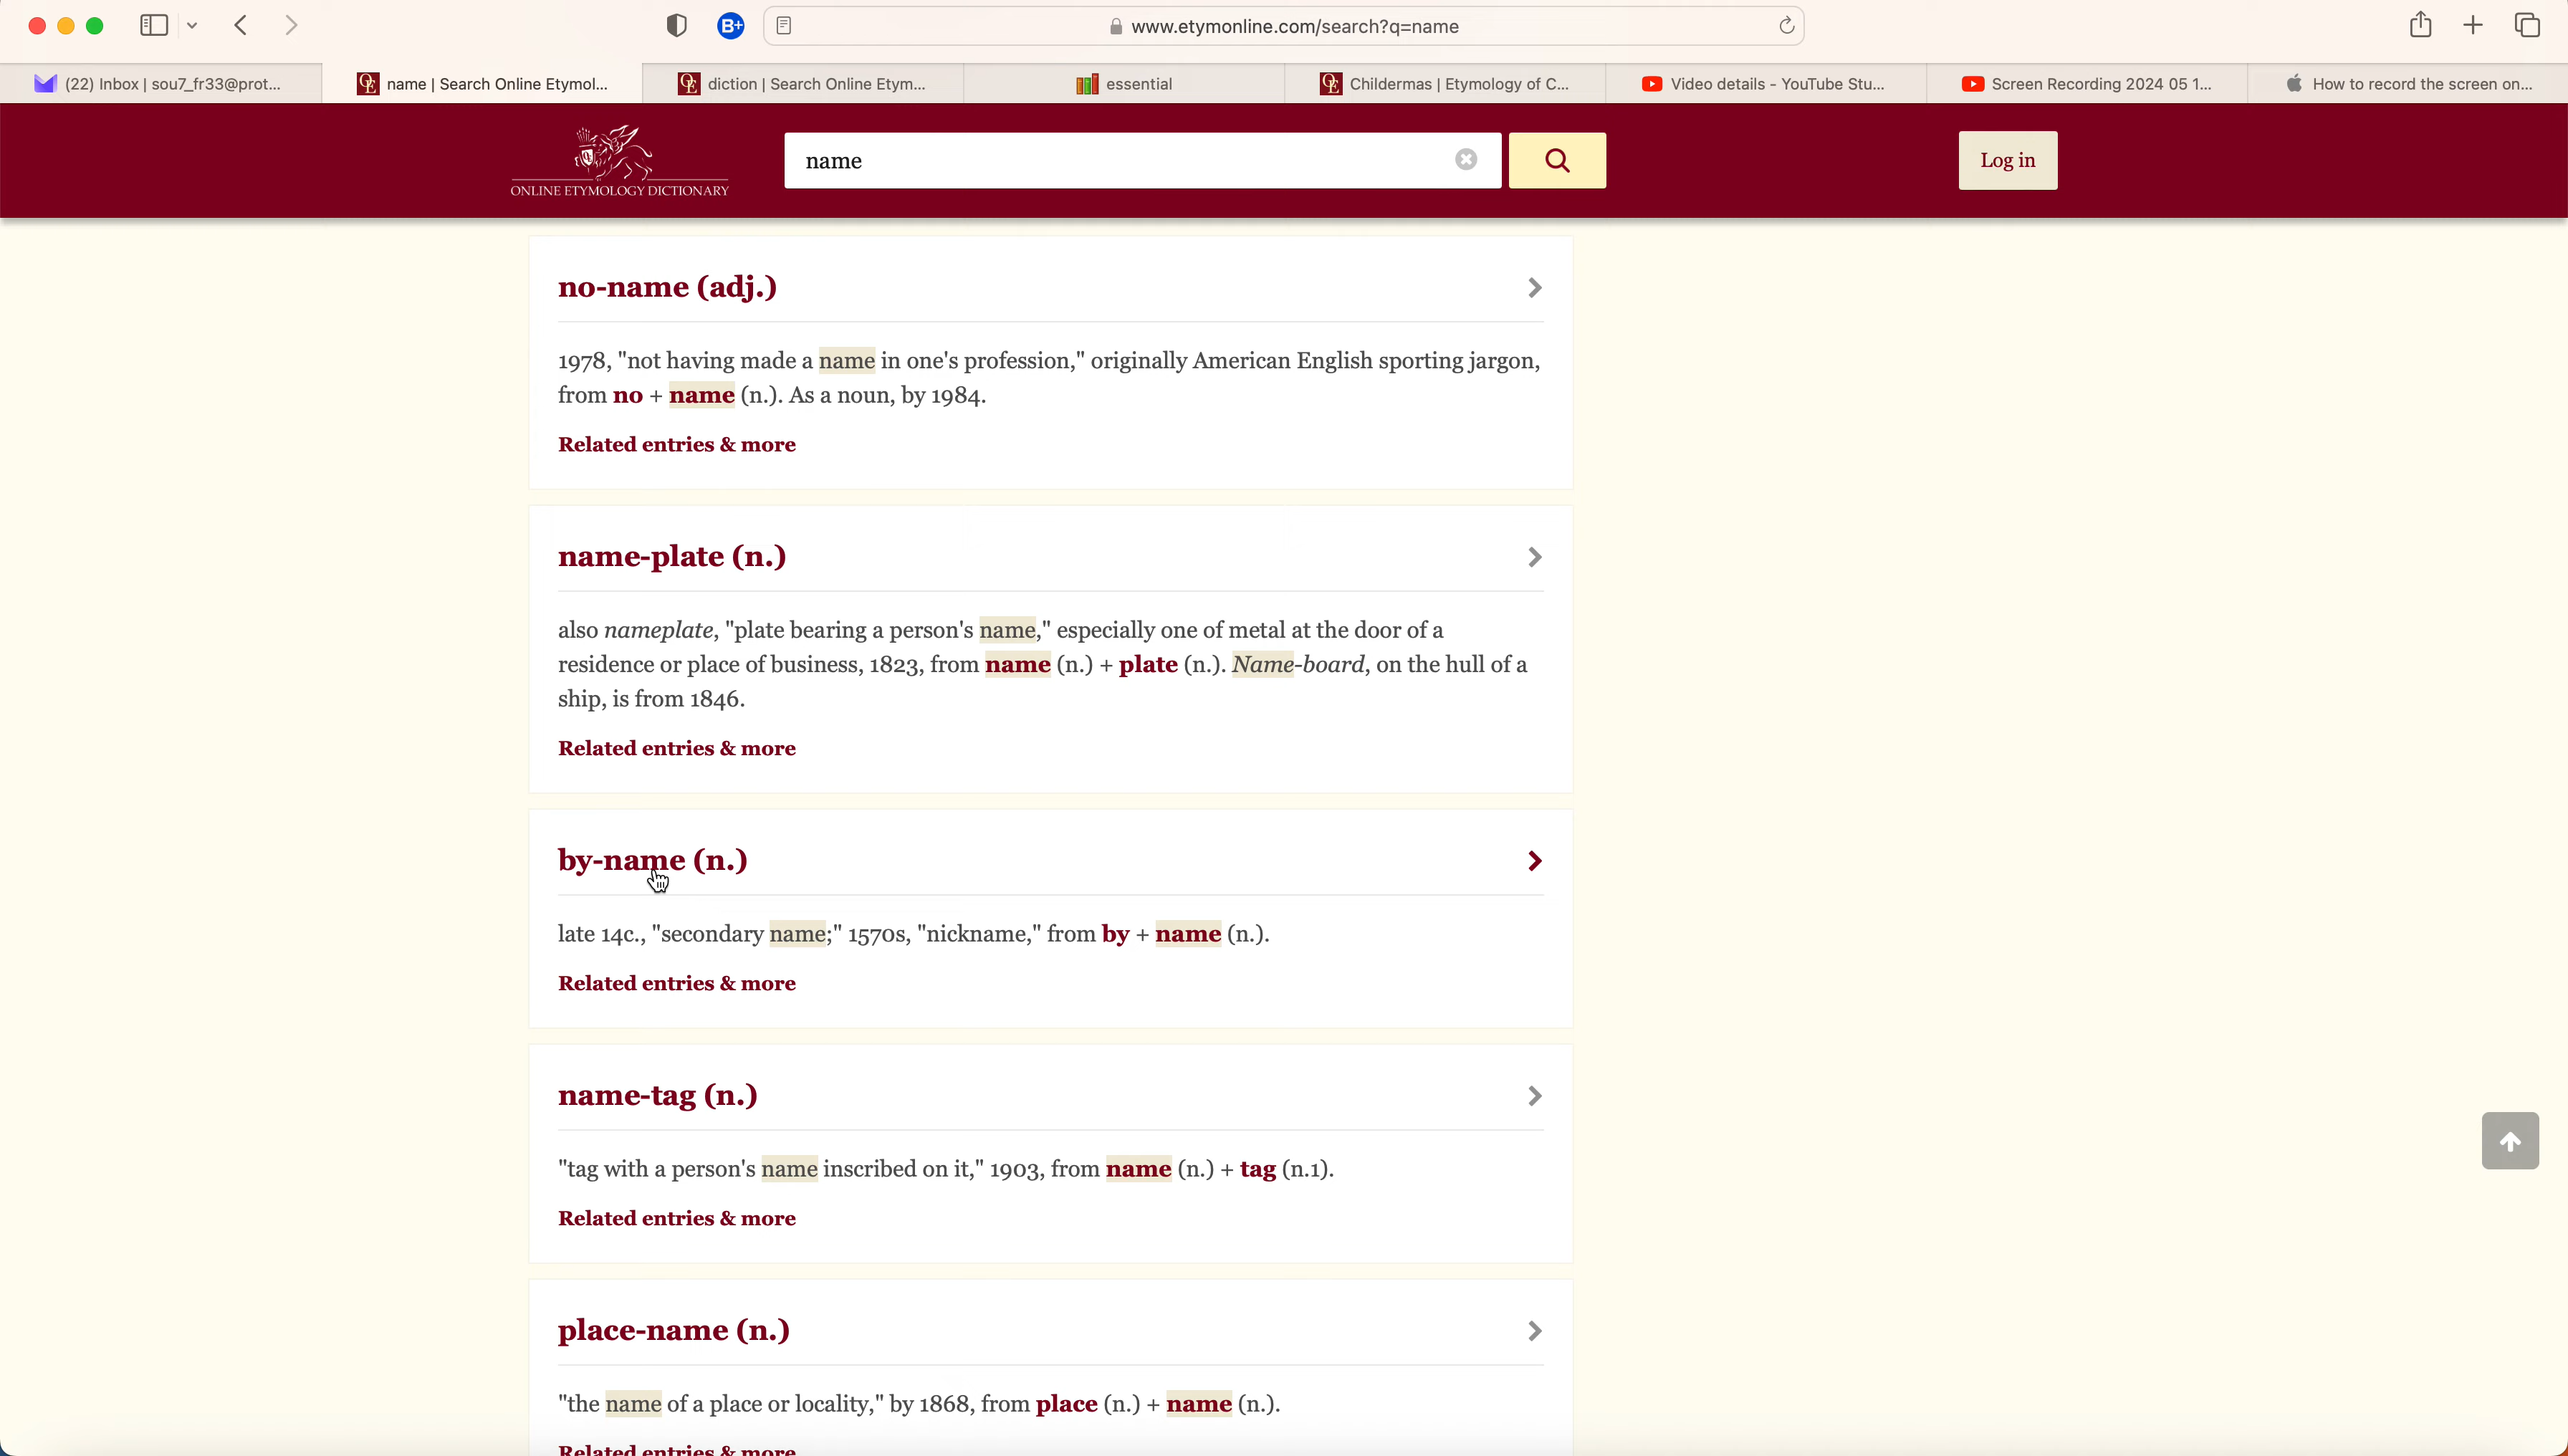 www.etymonline.com/search?q=name
(22) Inbox | sou7_fr33@prot...
name | Search Online Etymol...
diction | Search Online Etym...
essential
Childermas | Etymology of C...
Video details - YouTube Stu...
Screen Recording 2024 05 1...
How to record the screen on...
ONLINE ETYMOLOGY DICTIONARY
name
Log in
no-name (adj.)
1978, "not having made a name in one's profession," originally American English sporting jargon,
from no + name (n.). As a noun, by 1984.
Related entries & more
name-plate (n.)
also nameplate, "plate bearing a person's name," especially one of metal at the door of a
residence or place of business, 1823, from name (n.) + plate (n.). Name-board, on the hull of a
ship, is from 1846.
Related entries & more
by-name (n.)
late 14c., "secondary name;" 1570s, "nickname," from by + name (n.).
Related entries & more
name-tag (n.)
"tag with a person's name inscribed on it," 1903, from name (n.) + tag (n.1).
Related entries & more
place-name (n.)
"the name of a place or locality," by 1868, from place (n.) + name (n.).
Related entries & more